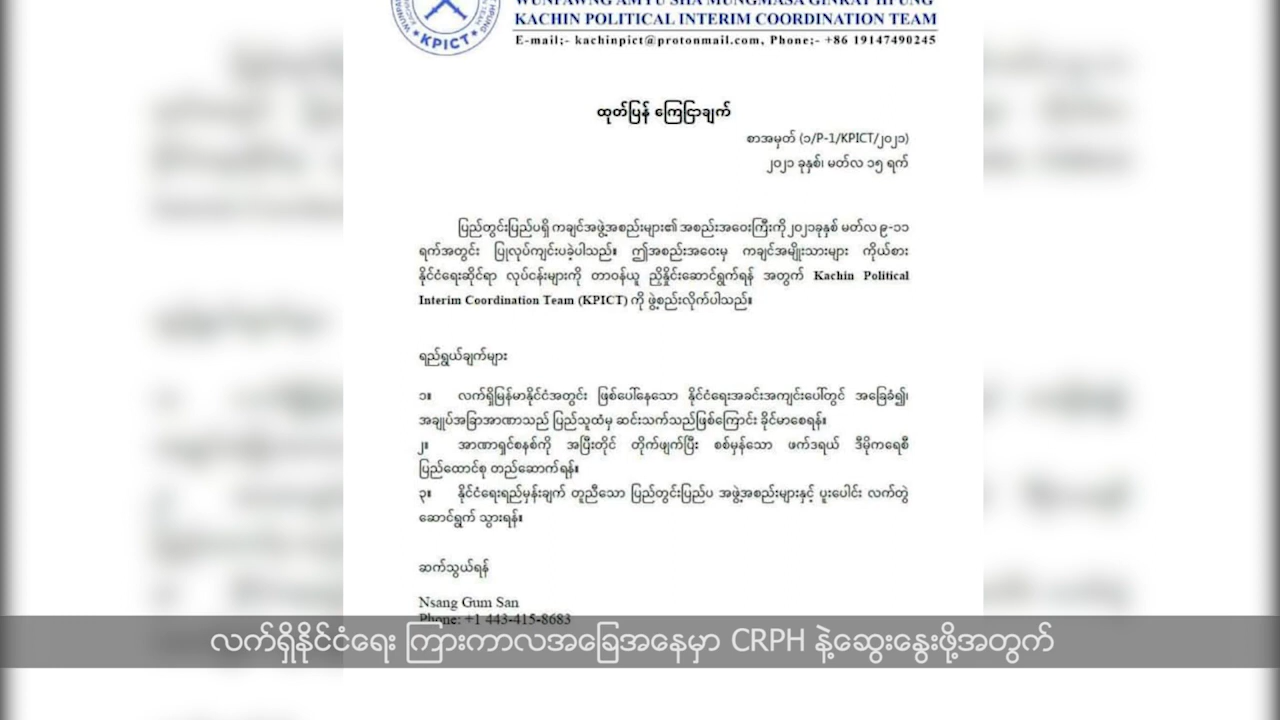 WUNPAWNG AMYU SHA MUNGMASA GINRAT HPUNG
KACHIN POLITICAL INTERIM COORDINATION TEAM
KPICT
E-mail;- kachinpict@protonmail.com, Phone;- +86 19147490245
ထုတ်ပြန် ကြေငြာချက်
စာအမှတ် (၁/P-1/KPICT/၂၀၂၁)
၂၀၂၁ ခုနှစ်၊ မတ်လ ၁၅ ရက်
ပြည်တွင်းပြည်ပရှိ ကချင်အဖွဲ့အစည်းများ၏ အစည်းအဝေးကြီးကို၂၀၂၁ခုနှစ် မတ်လ ၉-၁၁
ရက်အတွင်း ပြုလုပ်ကျင်းပခဲ့ပါသည်။ ဤအစည်းအဝေးမှ ကချင်အမျိုးသားများ ကိုယ်စား
နိုင်ငံရေးဆိုင်ရာ လုပ်ငန်းများကို တာဝန်ယူ ညှိနှိုင်းဆောင်ရွက်ရန် အတွက် Kachin Political
Interim Coordination Team (KPICT) ကို ဖွဲ့စည်းလိုက်ပါသည်။
ရည်ရွယ်ချက်များ
၁။ လက်ရှိမြန်မာနိုင်ငံအတွင်း ဖြစ်ပေါ်နေသော နိုင်ငံရေးအခင်းအကျင်းပေါ်တွင် အခြေခံ၍၊
အချုပ်အခြာအာဏာသည် ပြည်သူထံမှ ဆင်းသက်သည်ဖြစ်ကြောင်း ခိုင်မာစေရန်။
၂။ အာဏာရှင်စနစ်ကို အပြီးတိုင် တိုက်ဖျက်ပြီး စစ်မှန်သော ဖက်ဒရယ် ဒီမိုကရေစီ
ပြည်ထောင်စု တည်ဆောက်ရန်။
၃။ နိုင်ငံရေးရည်မှန်းချက် တူညီသော ပြည်တွင်းပြည်ပ အဖွဲ့အစည်းများနှင့် ပူးပေါင်း လက်တွဲ
ဆောင်ရွက် သွားရန်။
ဆက်သွယ်ရန်
Nsang Gum San
Phone: +1 443-415-8683
လက်ရှိနိုင်ငံရေး ကြားကာလအခြေအနေမှာ CRPH နဲ့ဆွေးနွေးဖို့အတွက်